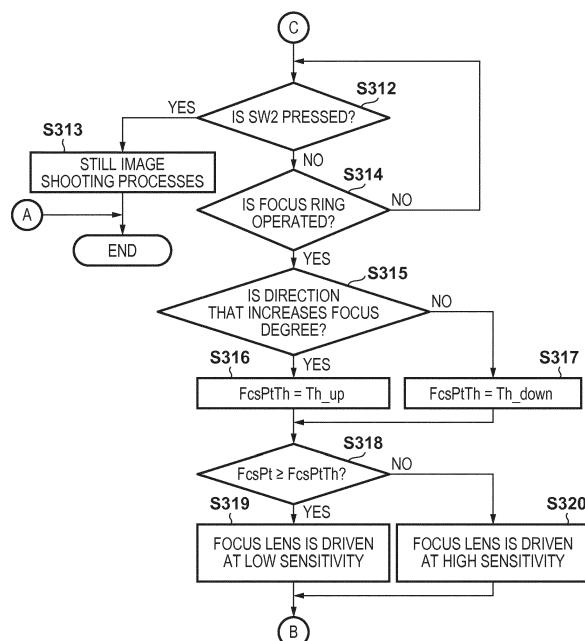 C
S312
IS SW2 PRESSED?
YES
NO
S313
STILL IMAGE
SHOOTING PROCESSES
A
END
S314
IS FOCUS RING
OPERATED?
NO
YES
S315
IS DIRECTION
THAT INCREASES FOCUS
DEGREE?
NO
YES
S316
FcsPtTh = Th_up
S317
FcsPtTh = Th_down
S318
FcsPt ≥ FcsPtTh?
NO
YES
S319
FOCUS LENS IS DRIVEN
AT LOW SENSITIVITY
S320
FOCUS LENS IS DRIVEN
AT HIGH SENSITIVITY
B